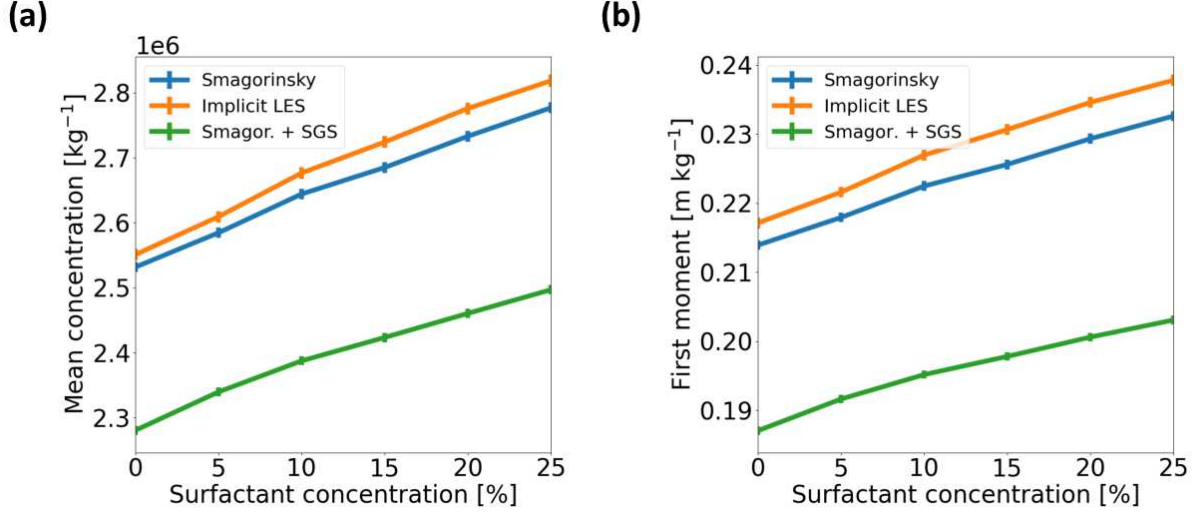 (a)
1e6
Smagorinsky
Implicit LES
Smagor. + SGS
Mean concentration [kg⁻¹]
2.8
2.7
2.6
2.5
2.4
2.3
0 5 10 15 20 25
Surfactant concentration [%]
(b)
Smagorinsky
Implicit LES
Smagor. + SGS
First moment [m kg⁻¹]
0.24
0.23
0.22
0.21
0.20
0.19
0 5 10 15 20 25
Surfactant concentration [%]